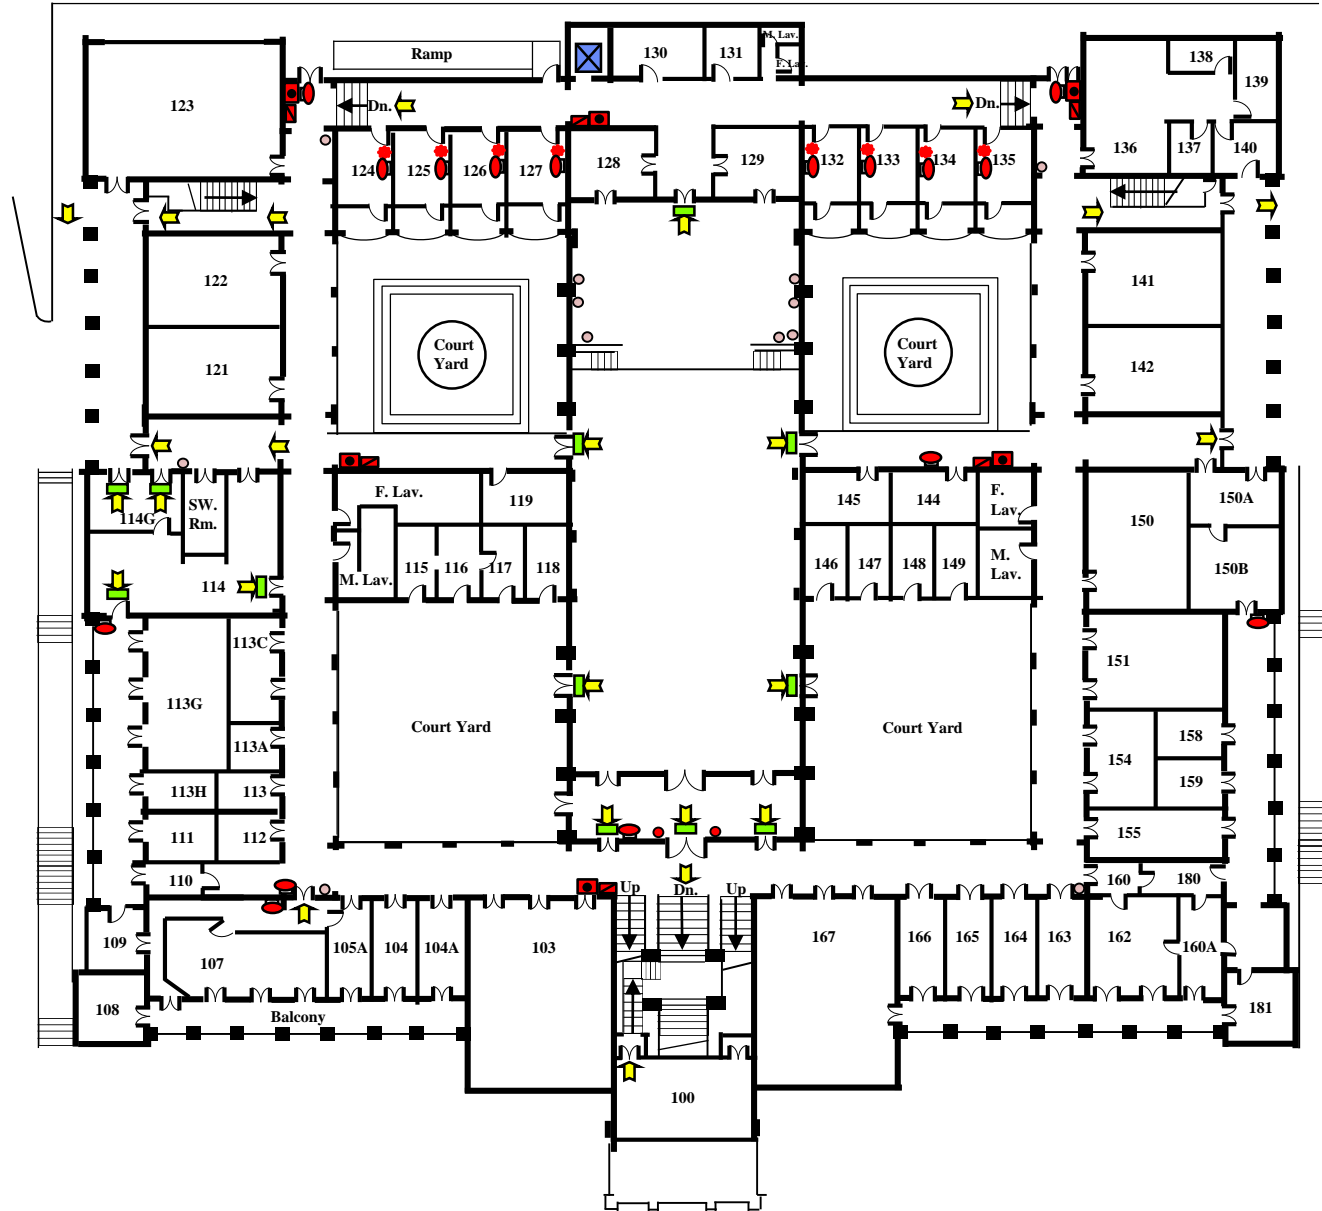 M. Lav.
130
131
138
Ramp
F. Lav.
139
123
Dn.
Dn.
128
129
136
137
140
124
125
126
127
132
133
134
135
122
141
Court
Yard
Court
Yard
121
142
F. Lav.
119
145
144
F.
Lav.
150
150A
114G
SW.
Rm.
M. Lav.
115
116
117
118
146
147
148
149
M.
Lav.
150B
114
113C
151
113G
Court Yard
Court Yard
113A
154
158
159
113H
113
111
112
155
110
160
180
Up
Dn.
Up
109
107
105A
104
104A
103
167
166
165
164
163
162
160A
108
Balcony
181
100